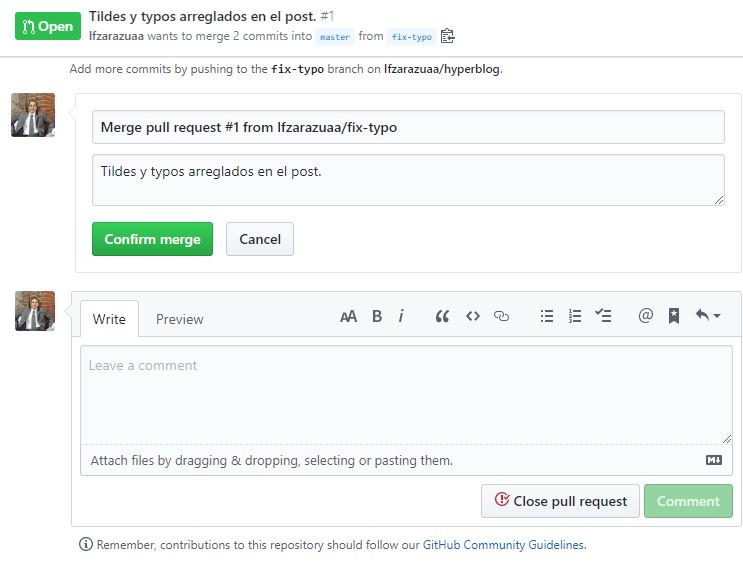 Open
Tildes y typos arreglados en el post. #1
lfzarazuaa wants to merge 2 commits into master from fix-typo
Add more commits by pushing to the fix-typo branch on lfzarazuaa/hyperblog.
Merge pull request #1 from lfzarazuaa/fix-typo
Tildes y typos arreglados en el post.
Confirm merge Cancel
Write Preview AA B i @
Leave a comment
Attach files by dragging & dropping, selecting or pasting them. M
Close pull request Comment
Remember, contributions to this repository should follow our GitHub Community Guidelines.